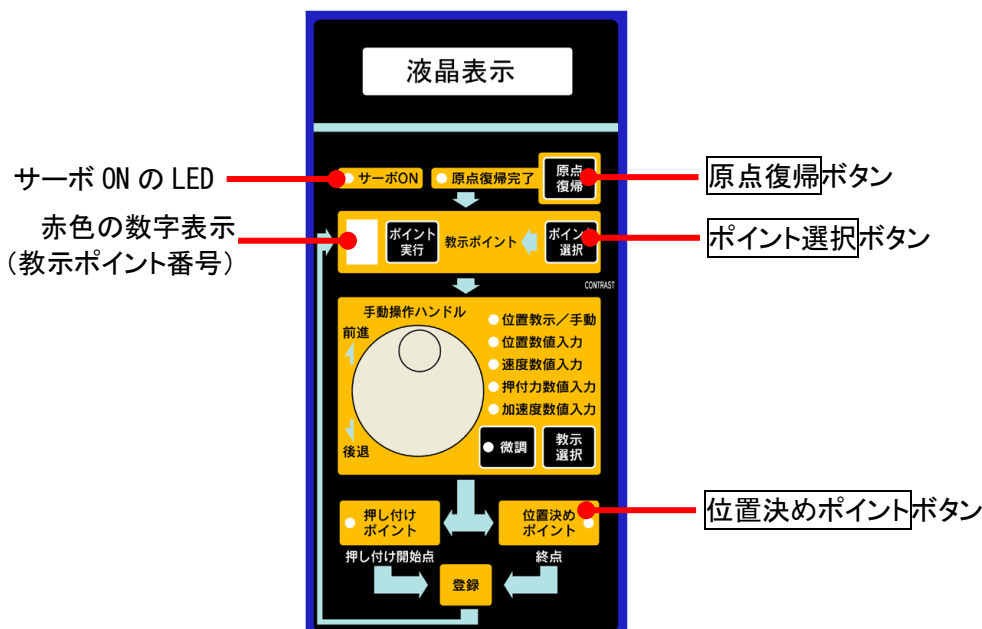 液晶表示
サーボ ON の LED
サーボON
原点復帰完了
原点
復帰
原点復帰ボタン
赤色の数字表示
（教示ポイント番号）
ポイント
実行
教示ポイント
ポイント
選択
ポイント選択ボタン
CONTRAST
手動操作ハンドル
前進
後退
位置教示／手動
位置数値入力
速度数値入力
押付力数値入力
加速度数値入力
微調
教示
選択
押し付け
ポイント
位置決め
ポイント
位置決めポイントボタン
押し付け開始点
終点
登録